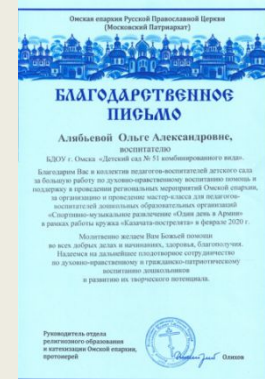 Омская епархия Русской Православной Церкви
(Московский Патриархат)
БЛАГОДАРСТВЕННОЕ
ПИСЬМО
Алябьевой Ольге Александровне,
воспитателю
БДОУ г. Омска «Детский сад № 51 комбинированного вида».
Благодарим Вас и коллектив педагогов-воспитателей детского сада
за большую работу по духовно-нравственному воспитанию помощь и
поддержку в проведении региональных мероприятий Омской епархии,
за организацию и проведение мастер-класса для педагогов-
воспитателей дошкольных образовательных организаций
«Спортивно-музыкальное развлечение «Один день в Армии»
в рамках работы кружка «Казачата-пострелята» в феврале 2020 г.
Молитвенно желаем Вам Божьей помощи
во всех добрых делах и начинаниях, здоровья, благополучия.
Надеемся на дальнейшее плодотворное сотрудничество
по духовно-нравственному и гражданско-патриотическому
воспитанию дошкольников
и развитию их творческого потенциала.
Руководитель отдела
религиозного образования
и катехизации Омской епархии,
протоиерей